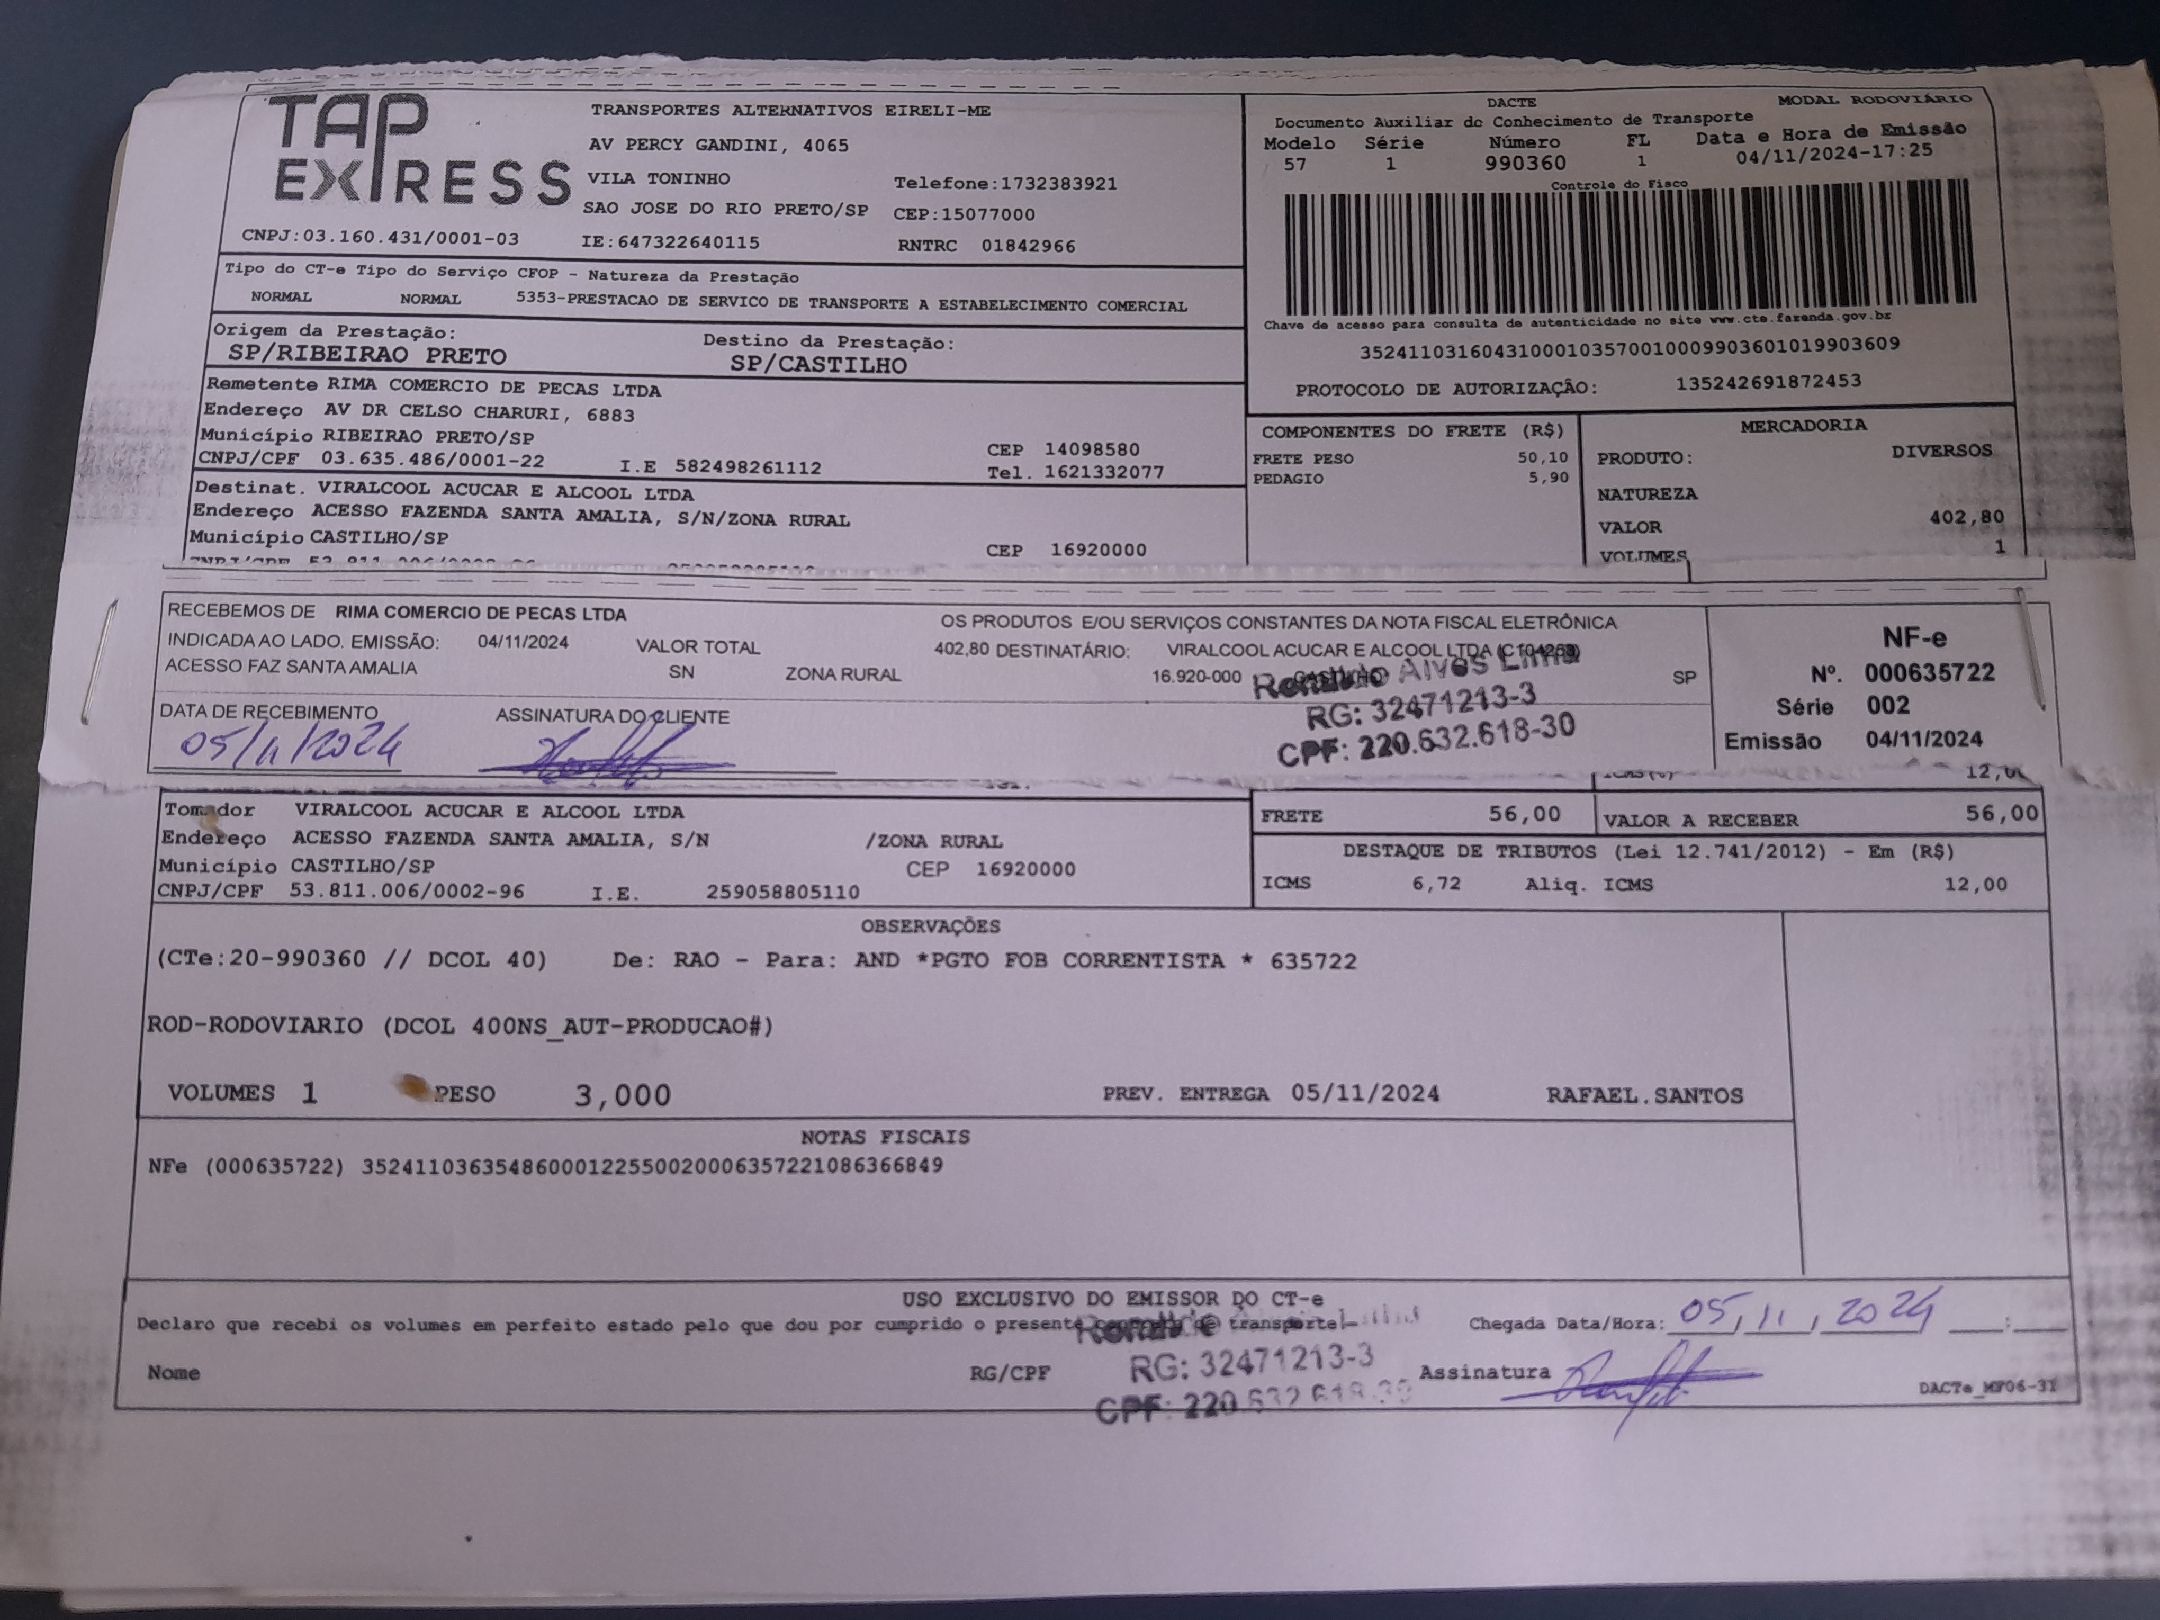 TAP EXPRESS
TRANSPORTES ALTERNATIVOS EIRELI-ME
AV PERCY GANDINI, 4065
VILA TONINHO Telefone:1732383921
SAO JOSE DO RIO PRETO/SP CEP:15077000
CNPJ:03.160.431/0001-03 IE:647322640115 RNTRC 01842966
DACTE MODAL RODOVIÁRIO
Documento Auxiliar do Conhecimento de Transporte
Modelo Série Número FL Data e Hora de Emissão
57 1 990360 1 04/11/2024-17:25
Controle do Fisco
Chave de acesso para consulta de autenticidade no site www.cte.fazenda.gov.br
35241103160431000103570010009903601019903609
PROTOCOLO DE AUTORIZAÇÃO: 135242691872453
Tipo do CT-e Tipo do Serviço CFOP - Natureza da Prestação
NORMAL NORMAL 5353-PRESTACAO DE SERVICO DE TRANSPORTE A ESTABELECIMENTO COMERCIAL
Origem da Prestação: Destino da Prestação:
SP/RIBEIRAO PRETO SP/CASTILHO
Remetente RIMA COMERCIO DE PECAS LTDA
Endereço AV DR CELSO CHARURI, 6883
Município RIBEIRAO PRETO/SP CEP 14098580
CNPJ/CPF 03.635.486/0001-22 I.E 582498261112 Tel. 1621332077
Destinat. VIRALCOOL ACUCAR E ALCOOL LTDA
Endereço ACESSO FAZENDA SANTA AMALIA, S/N/ZONA RURAL
Município CASTILHO/SP CEP 16920000
COMPONENTES DO FRETE (R$)
FRETE PESO 50,10
PEDAGIO 5,90
MERCADORIA
PRODUTO: DIVERSOS
NATUREZA
VALOR 402,80
VOLUMES 1
RECEBEMOS DE RIMA COMERCIO DE PECAS LTDA OS PRODUTOS E/OU SERVIÇOS CONSTANTES DA NOTA FISCAL ELETRÔNICA
INDICADA AO LADO. EMISSÃO: 04/11/2024 VALOR TOTAL 402,80 DESTINATÁRIO: VIRALCOOL ACUCAR E ALCOOL LTDA
ACESSO FAZ SANTA AMALIA SN ZONA RURAL 16.920-000 CASTILHO SP
DATA DE RECEBIMENTO ASSINATURA DO CLIENTE
05/11/2024
Ronaldo Alves Lima
RG: 32471213-3
CPF: 220.632.618-30
NF-e
Nº. 000635722
Série 002
Emissão 04/11/2024
Tomador VIRALCOOL ACUCAR E ALCOOL LTDA
Endereço ACESSO FAZENDA SANTA AMALIA, S/N /ZONA RURAL
Município CASTILHO/SP CEP 16920000
CNPJ/CPF 53.811.006/0002-96 I.E. 259058805110
FRETE 56,00 VALOR A RECEBER 56,00
DESTAQUE DE TRIBUTOS (Lei 12.741/2012) - Em (R$)
ICMS 6,72 Aliq. ICMS 12,00
OBSERVAÇÕES
(CTe:20-990360 // DCOL 40) De: RAO - Para: AND *PGTO FOB CORRENTISTA * 635722
ROD-RODOVIARIO (DCOL 400NS_AUT-PRODUCAO#)
VOLUMES 1 PESO 3,000 PREV. ENTREGA 05/11/2024 RAFAEL.SANTOS
NOTAS FISCAIS
NFe (000635722) 35241103635486000122550020006357221086366849
USO EXCLUSIVO DO EMISSOR DO CT-e
Declaro que recebi os volumes em perfeito estado pelo que dou por cumprido o presente de transporte Chegada Data/Hora: 05/11/2024
Nome RG/CPF Assinatura
RG: 32471213-3
CPF: 220.632.618-30
DACTe_MF06-3I